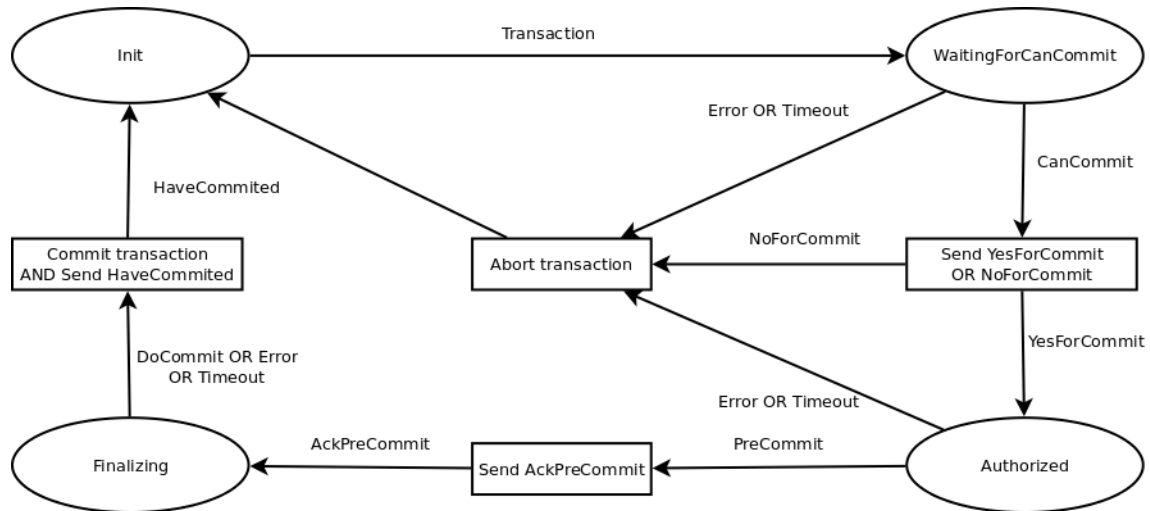 Transaction
Init
WaitingForCanCommit
Error OR Timeout
CanCommit
HaveCommited
NoForCommit
Commit transaction
AND Send HaveCommited
Abort transaction
Send YesForCommit
OR NoForCommit
YesForCommit
DoCommit OR Error
OR Timeout
Error OR Timeout
AckPreCommit
PreCommit
Finalizing
Send AckPreCommit
Authorized